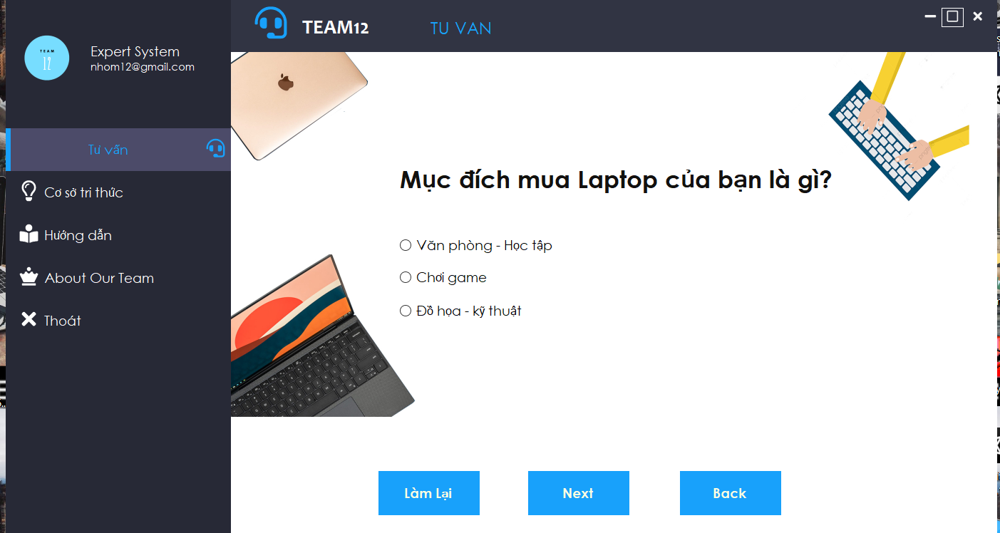 TEAM
12
Expert System
nhom12@gmail.com
Tư vấn
Cơ sở tri thức
Hướng dẫn
About Our Team
Thoát
TEAM12
TU VAN
Mục đích mua Laptop của bạn là gì?
Văn phòng - Học tập
Chơi game
Đồ họa - kỹ thuật
Làm Lại
Next
Back